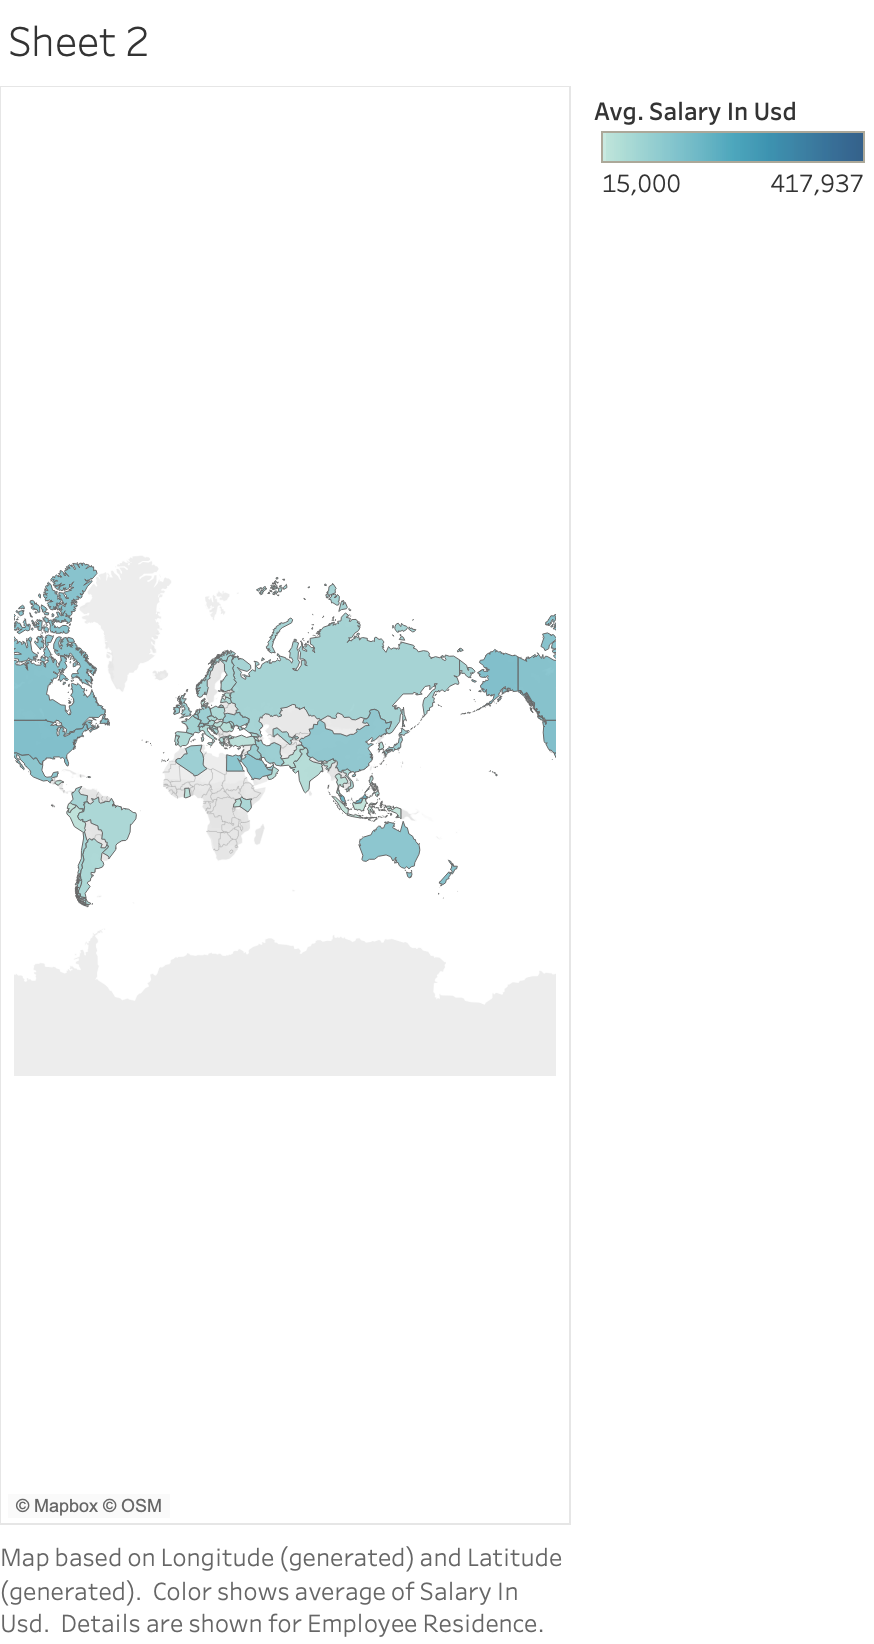 Sheet 2
Avg. Salary In Usd
15,000 417,937
© Mapbox © OSM
Map based on Longitude (generated) and Latitude
(generated).  Color shows average of Salary In
Usd.  Details are shown for Employee Residence.